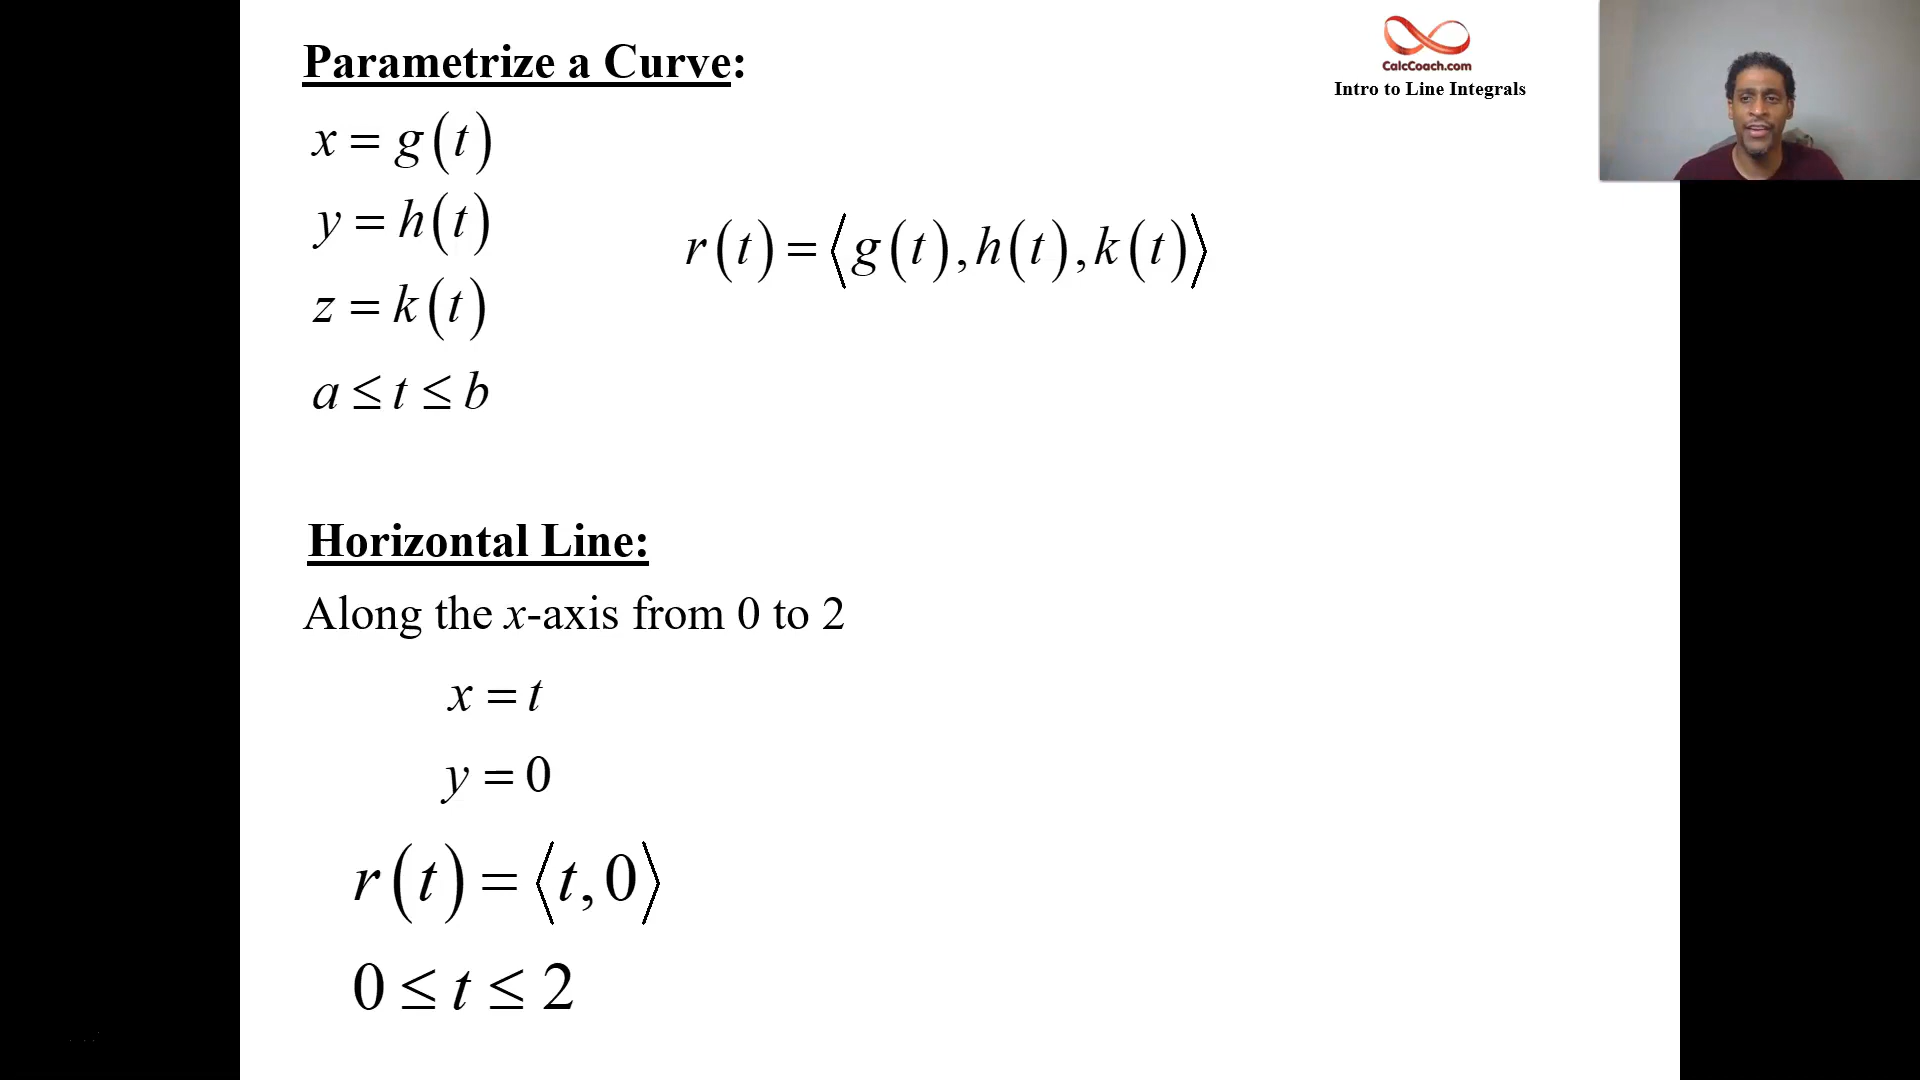 Parametrize a Curve:
x = g(t)
y = h(t)
z = k(t)
a ≤ t ≤ b
r(t) = ⟨g(t), h(t), k(t)⟩
CalcCoach.com
Intro to Line Integrals
Horizontal Line:
Along the x-axis from 0 to 2
x = t
y = 0
r(t) = ⟨t, 0⟩
0 ≤ t ≤ 2